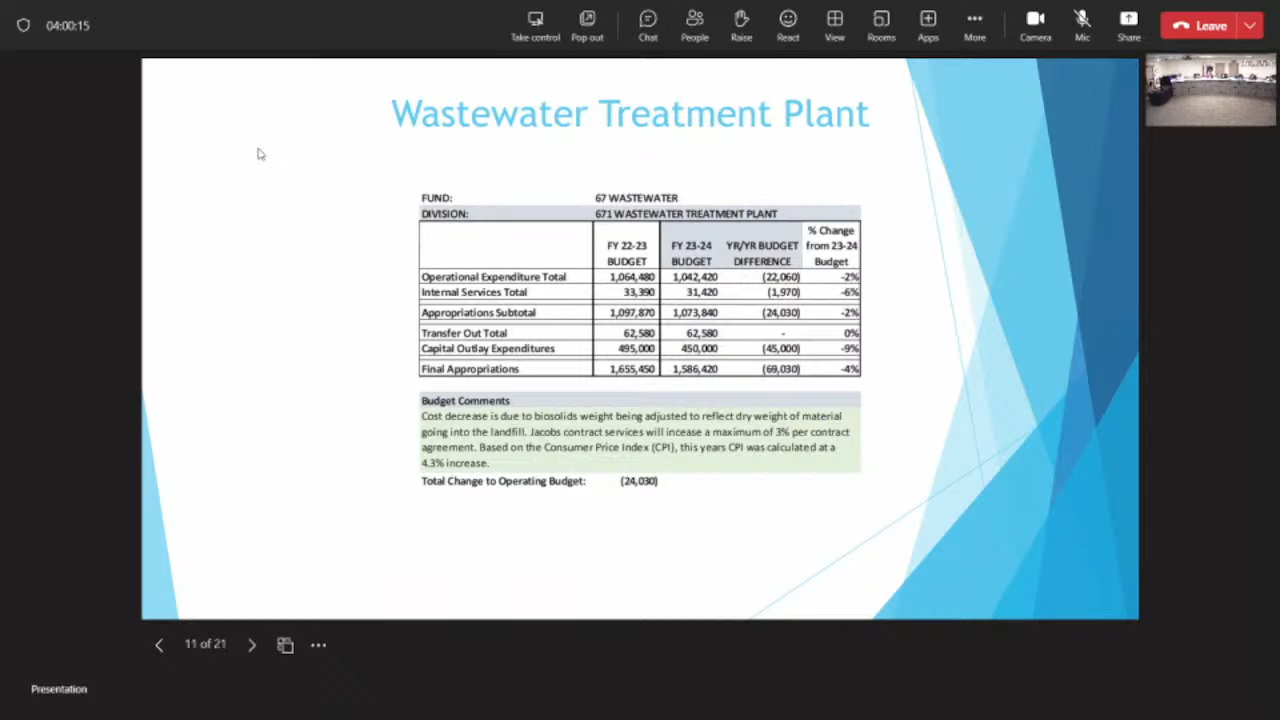 04:00:15
Take control Pop out Chat People Raise React View Rooms Apps More Camera Mic Share Leave
Wastewater Treatment Plant
FUND: 67 WASTEWATER
DIVISION: 671 WASTEWATER TREATMENT PLANT
% Change
FY 22-23 FY 23-24 YR/YR BUDGET from 23-24
BUDGET BUDGET DIFFERENCE Budget
Operational Expenditure Total 1,064,480 1,042,420 (22,060) -2%
Internal Services Total 33,390 31,420 (1,970) -6%
Appropriations Subtotal 1,097,870 1,073,840 (24,030) -2%
Transfer Out Total 62,580 62,580 - 0%
Capital Outlay Expenditures 495,000 450,000 (45,000) -9%
Final Appropriations 1,655,450 1,586,420 (69,030) -4%
Budget Comments
Cost decrease is due to biosolids weight being adjusted to reflect dry weight of material
going into the landfill. Jacobs contract services will incease a maximum of 3% per contract
agreement. Based on the Consumer Price Index (CPI), this years CPI was calculated at a
4.3% increase.
Total Change to Operating Budget: (24,030)
11 of 21
Presentation